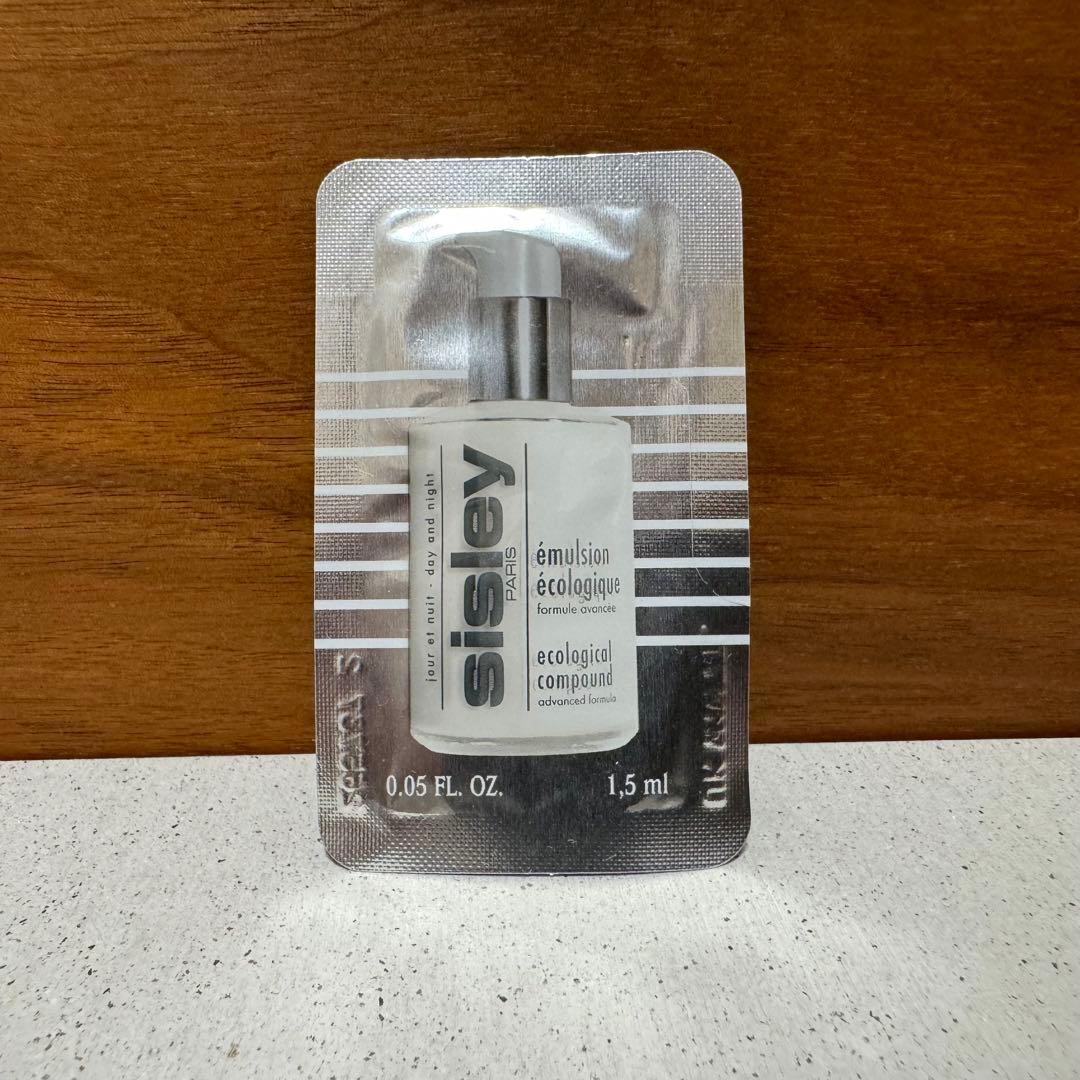 jour et nuit - day and night
sisley
PARIS
émulsion
écologique
formule avancée
ecological
compound
advanced formula
0.05 FL. OZ.
1,5 ml